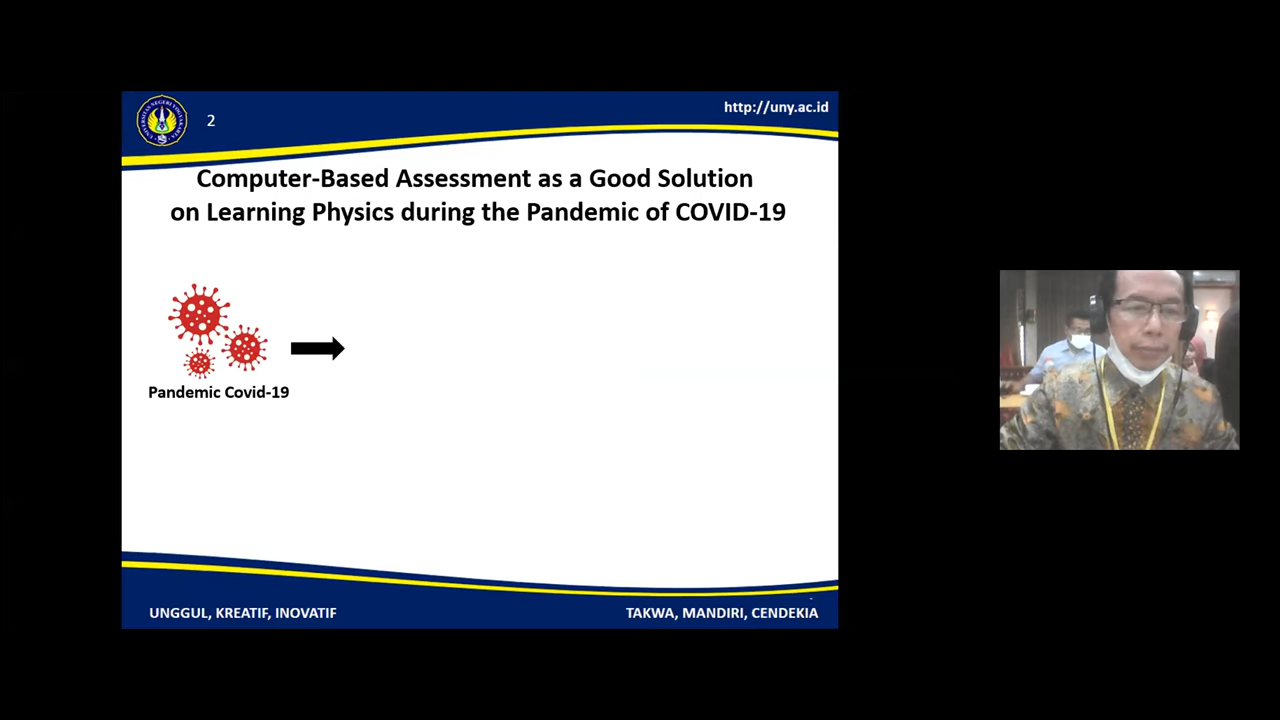 2
http://uny.ac.id
Computer-Based Assessment as a Good Solution
on Learning Physics during the Pandemic of COVID-19
Pandemic Covid-19
UNGGUL, KREATIF, INOVATIF
TAKWA, MANDIRI, CENDEKIA